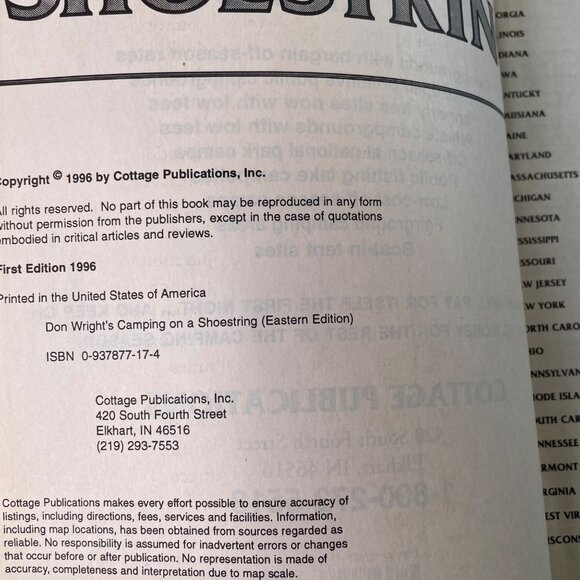 SHOESTRIN
Copyright © 1996 by Cottage Publications, Inc.
All rights reserved. No part of this book may be reproduced in any form
without permission from the publishers, except in the case of quotations
embodied in critical articles and reviews.
First Edition 1996
Printed in the United States of America
Don Wright's Camping on a Shoestring (Eastern Edition)
ISBN 0-937877-17-4
Cottage Publications, Inc.
420 South Fourth Street
Elkhart, IN 46516
(219) 293-7553
Cottage Publications makes every effort possible to ensure accuracy of
listings, including directions, fees, services and facilities. Information,
including map locations, has been obtained from sources regarded as
reliable. No responsibility is assumed for inadvertent errors or changes
that occur before or after publication. No representation is made of
accuracy, completeness and interpretation due to map scale.
ORGIA
INOIS
DIANA
WA
NTUCKY
UISIANA
AINE
ARYLAND
ASSACHUSETTS
CHIGAN
NNESOTA
SSISSIPPI
SSOURI
W JERSEY
W YORK
ORTH CARO
HIO
NNSYLVAN
HODE ISLA
OUTH CAR
NNESSEE
RMONT
RGINIA
EST VIR
ISCONS